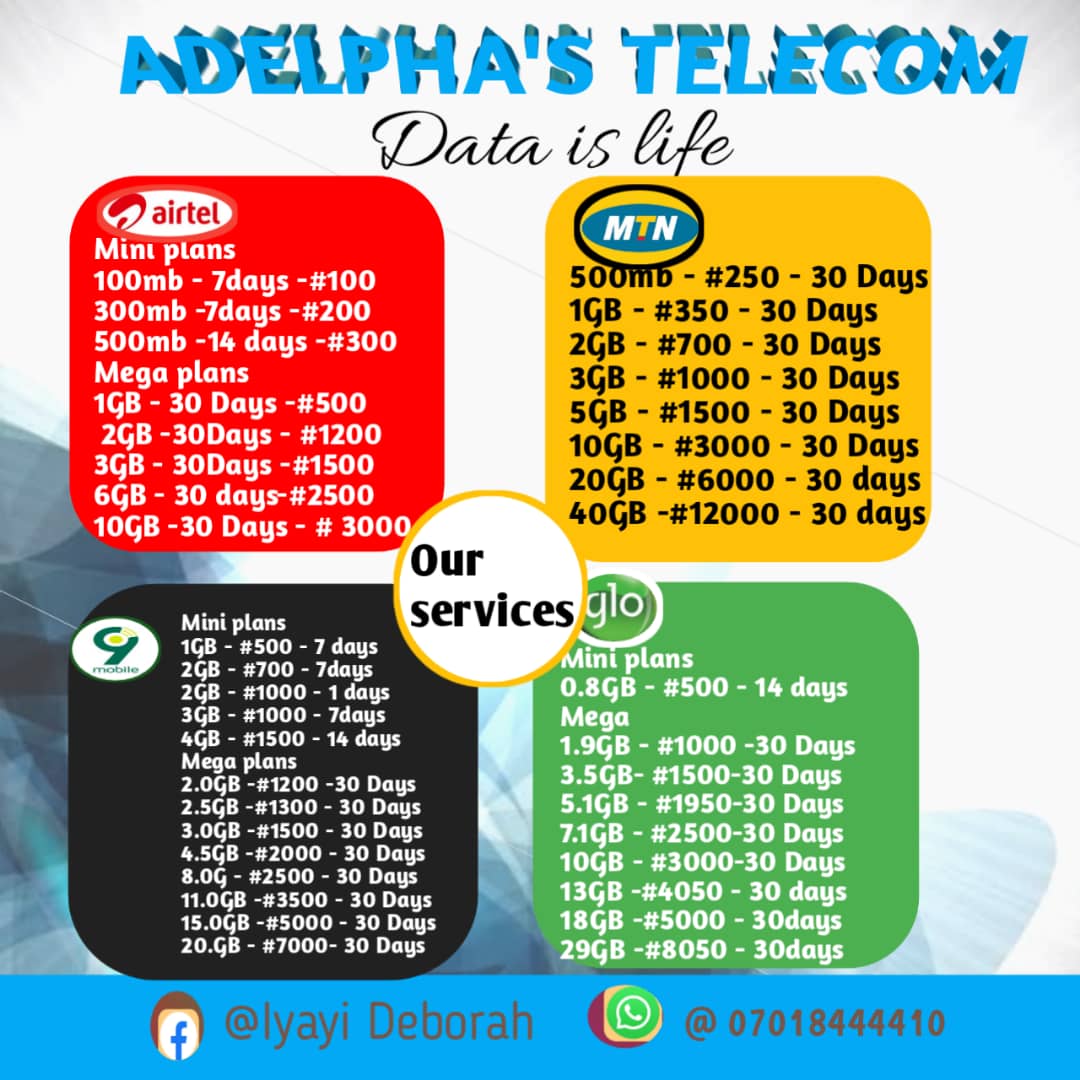 ADELPHA'S TELECOM
Data is life
airtel
Mini plans
100mb - 7days -#100
300mb -7days -#200
500mb -14 days -#300
Mega plans
1GB - 30 Days -#500
2GB -30Days - #1200
3GB - 30Days -#1500
6GB - 30 days-#2500
10GB -30 Days - # 3000
MTN
500mb - #250 - 30 Days
1GB - #350 - 30 Days
2GB - #700 - 30 Days
3GB - #1000 - 30 Days
5GB - #1500 - 30 Days
10GB - #3000 - 30 Days
20GB - #6000 - 30 days
40GB -#12000 - 30 days
Our
services
9
mobile
Mini plans
1GB - #500 - 7 days
2GB - #700 - 7days
2GB - #1000 - 1 days
3GB - #1000 - 7days
4GB - #1500 - 14 days
Mega plans
2.0GB -#1200 -30 Days
2.5GB -#1300 - 30 Days
3.0GB -#1500 - 30 Days
4.5GB -#2000 - 30 Days
8.0G - #2500 - 30 Days
11.0GB -#3500 - 30 Days
15.0GB -#5000 - 30 Days
20.GB - #7000- 30 Days
glo
Mini plans
0.8GB - #500 - 14 days
Mega
1.9GB - #1000 -30 Days
3.5GB- #1500-30 Days
5.1GB - #1950-30 Days
7.1GB - #2500-30 Days
10GB - #3000-30 Days
13GB -#4050 - 30 days
18GB -#5000 - 30days
29GB -#8050 - 30days
f
@Iyayi Deborah
@ 07018444410